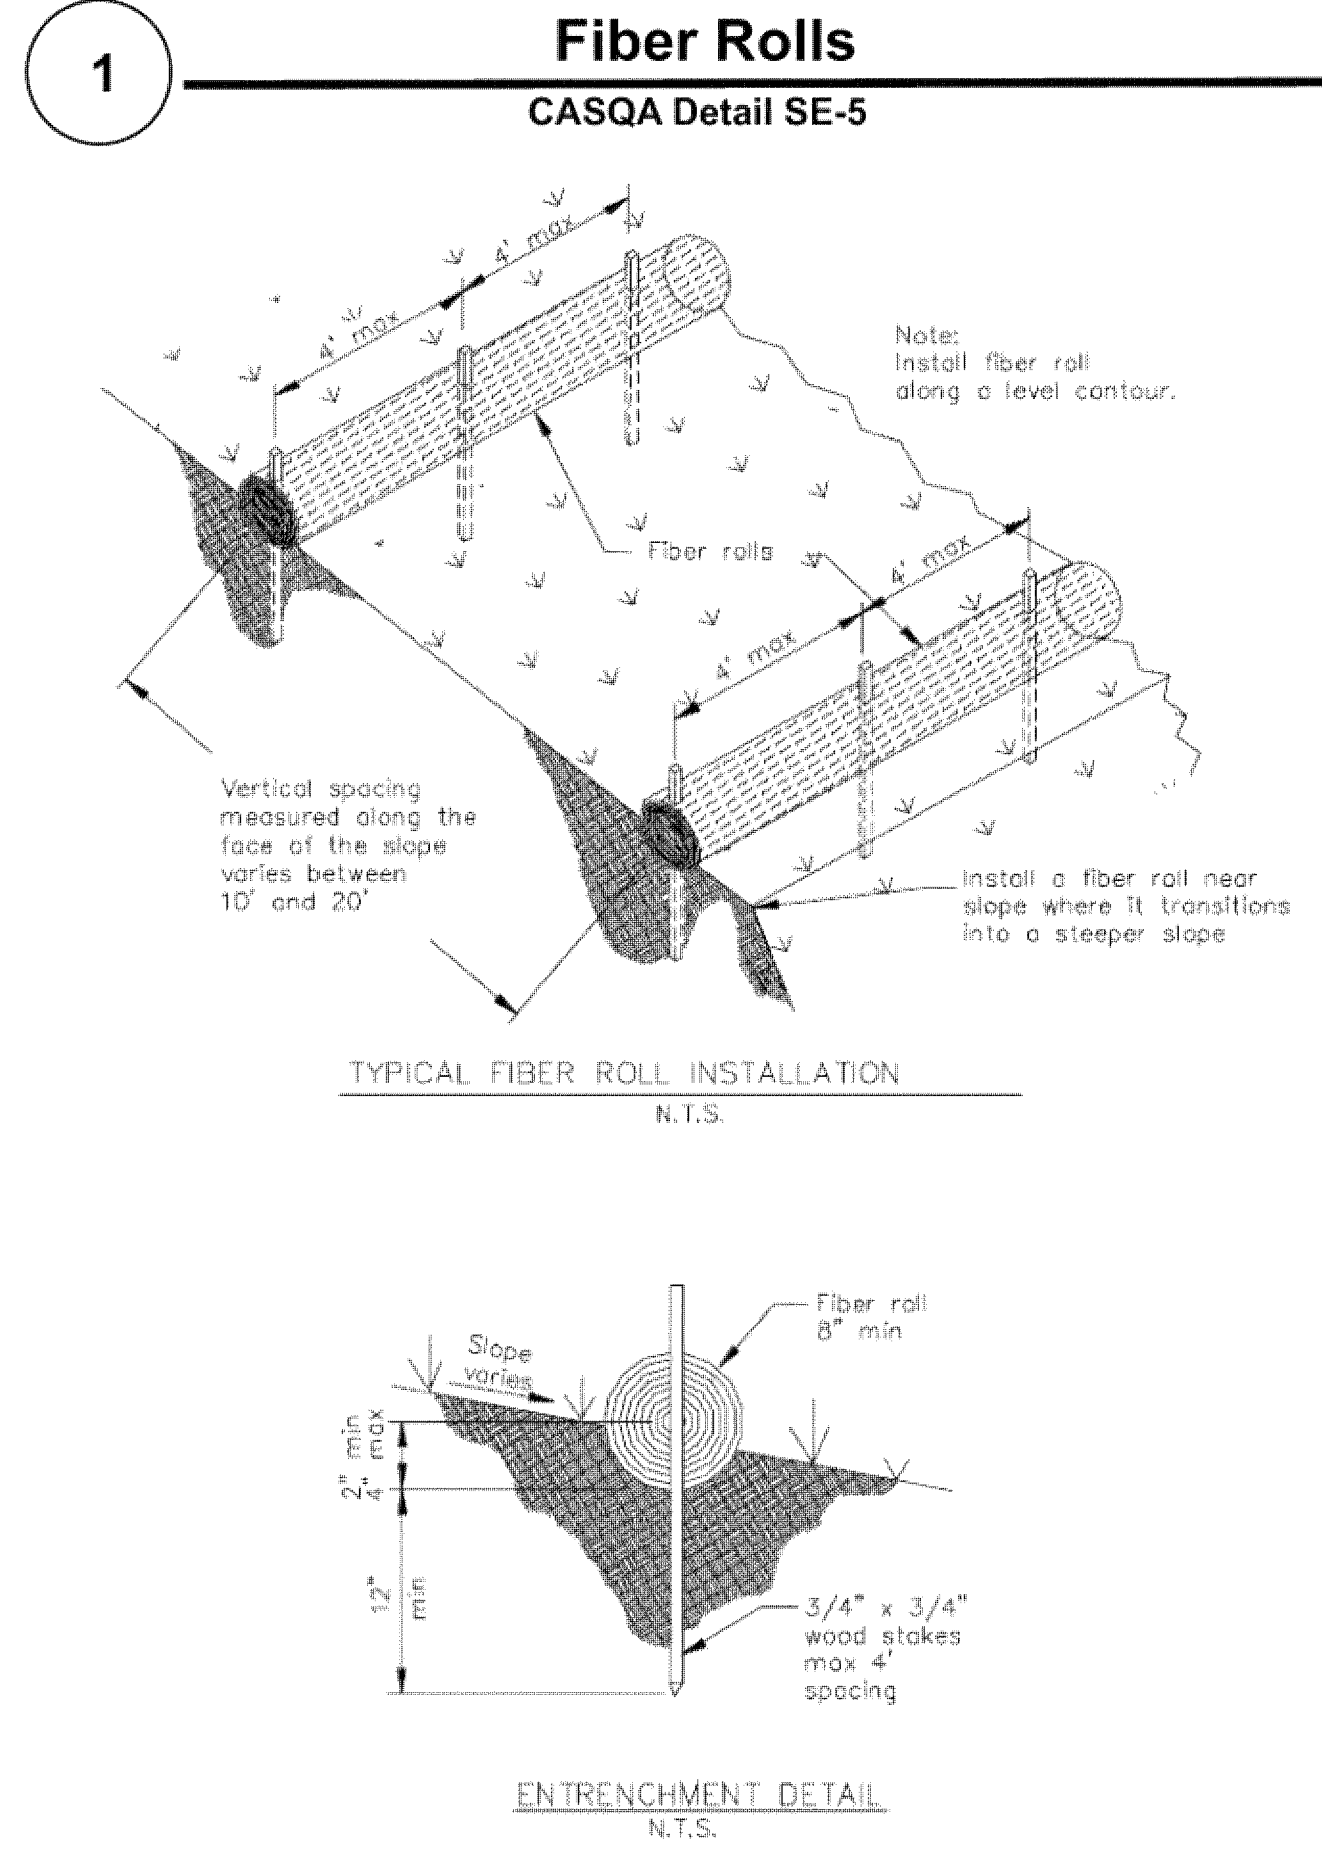 1
Fiber Rolls
CASQA Detail SE-5
4' max
4' max
Note:
Install fiber roll
along a level contour.
Fiber rolls
4' max
4' max
Vertical spacing
measured along the
face of the slope
varies between
10' and 20'
Install a fiber roll near
slope where it transitions
into a steeper slope
TYPICAL FIBER ROLL INSTALLATION
N.T.S.
Fiber roll
8" min
Slope
varies
2" min
4" max
12"
min
3/4" x 3/4"
wood stakes
max 4'
spacing
ENTRENCHMENT DETAIL
N.T.S.